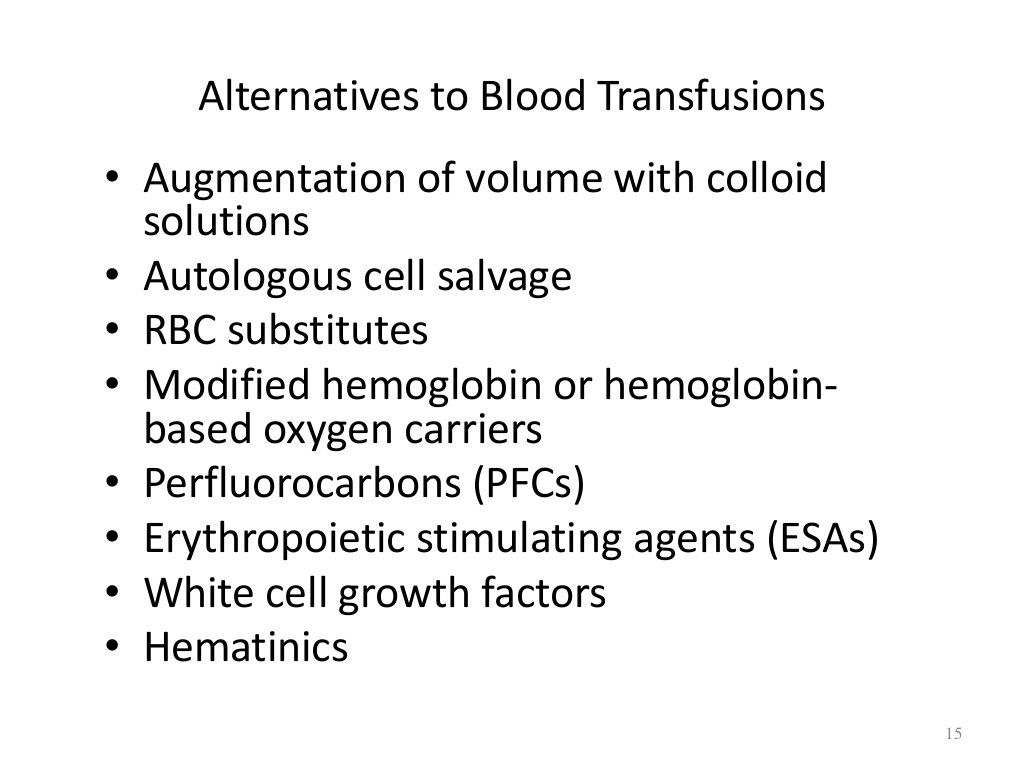 Alternatives to Blood Transfusions
• Augmentation of volume with colloid
solutions
• Autologous cell salvage
• RBC substitutes
• Modified hemoglobin or hemoglobin-
based oxygen carriers
• Perfluorocarbons (PFCs)
• Erythropoietic stimulating agents (ESAs)
• White cell growth factors
• Hematinics
15